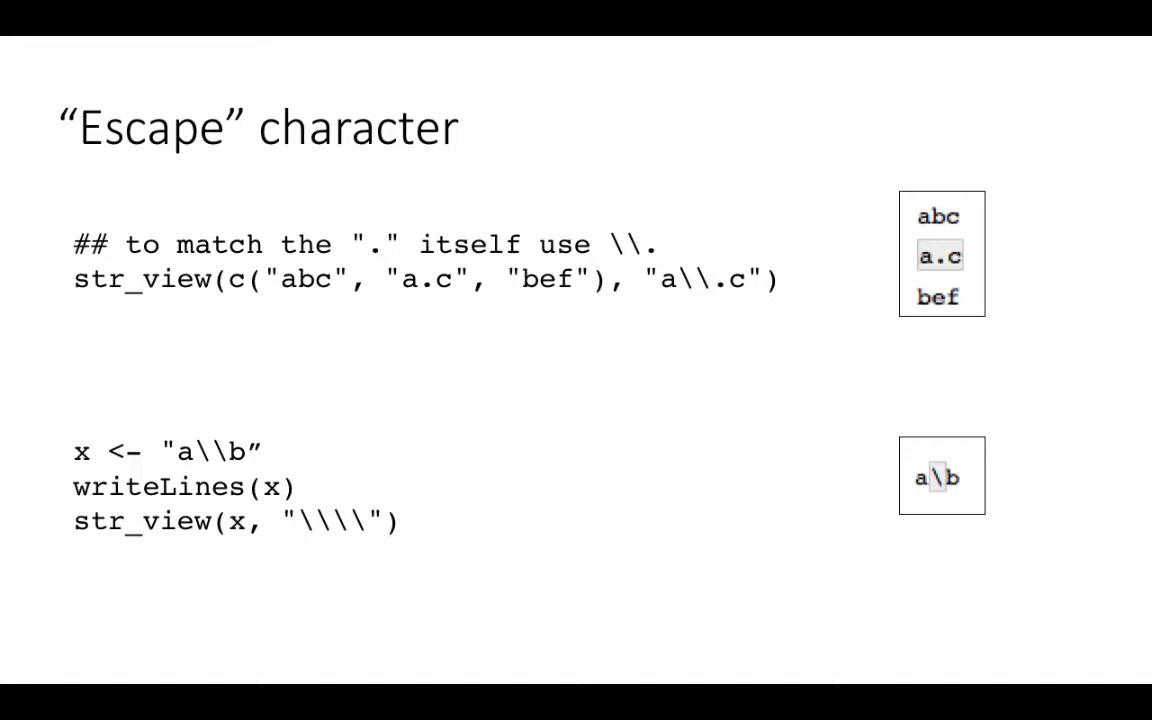 “Escape” character
## to match the "." itself use \\.
str_view(c("abc", "a.c", "bef"), "a\\.c")
abc
a.c
bef
x <- "a\\b”
writeLines(x)
str_view(x, "\\\\")
a\b